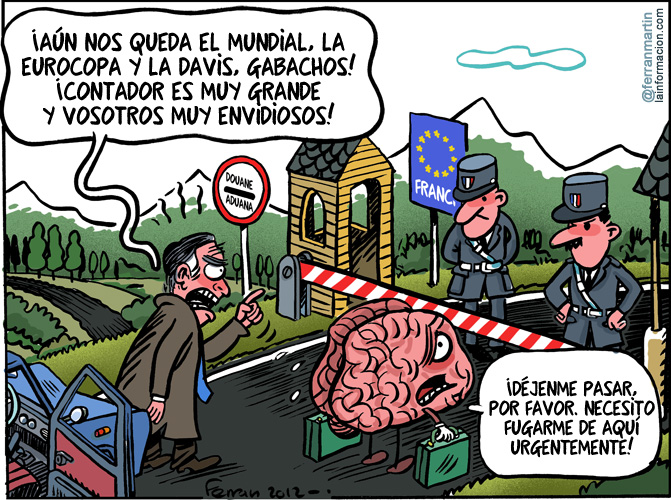 ¡AÚN NOS QUEDA EL MUNDIAL, LA
EUROCOPA Y LA DAVIS, GABACHOS!
¡CONTADOR ES MUY GRANDE
Y VOSOTROS MUY ENVIDIOSOS!
@ferranmartin
lainformacion.com
DOUANE
ADUANA
FRANC
¡DÉJENME PASAR,
POR FAVOR. NECESITO
FUGARME DE AQUÍ
URGENTEMENTE!
Ferran 2012